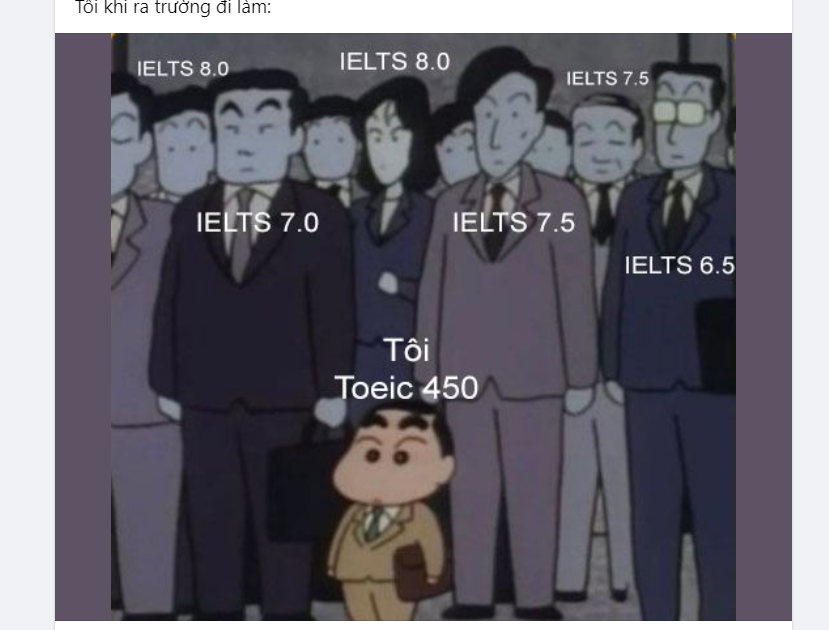 Tôi khi ra trường đi làm:
IELTS 8.0
IELTS 8.0
IELTS 7.5
IELTS 7.0
IELTS 7.5
IELTS 6.5
Tôi
Toeic 450